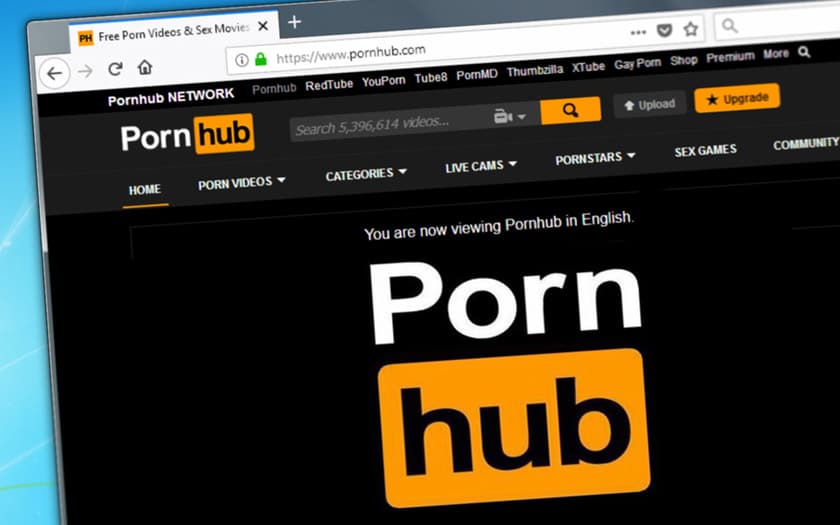 PH Free Porn Videos & Sex Movies
https://www.pornhub.com
Pornhub NETWORK Pornhub RedTube YouPorn Tube8 PornMD Thumbzilla XTube Gay Porn Shop Premium More
Porn hub Search 5,396,614 videos... Upload Upgrade
HOME PORN VIDEOS CATEGORIES LIVE CAMS PORNSTARS SEX GAMES COMMUNITY
You are now viewing Pornhub in English.
Porn
hub